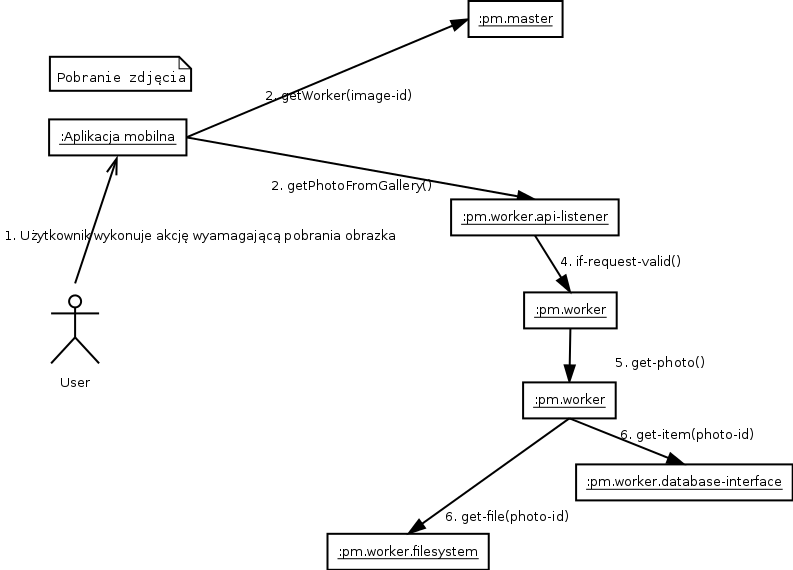 :pm.master
Pobranie zdjęcia
2. getWorker(image-id)
:Aplikacja mobilna
2. getPhotoFromGallery()
:pm.worker.api-listener
1. Użytkownik wykonuje akcję wyamagającą pobrania obrazka
4. if-request-valid()
:pm.worker
5. get-photo()
User
:pm.worker
6. get-item(photo-id)
:pm.worker.database-interface
6. get-file(photo-id)
:pm.worker.filesystem